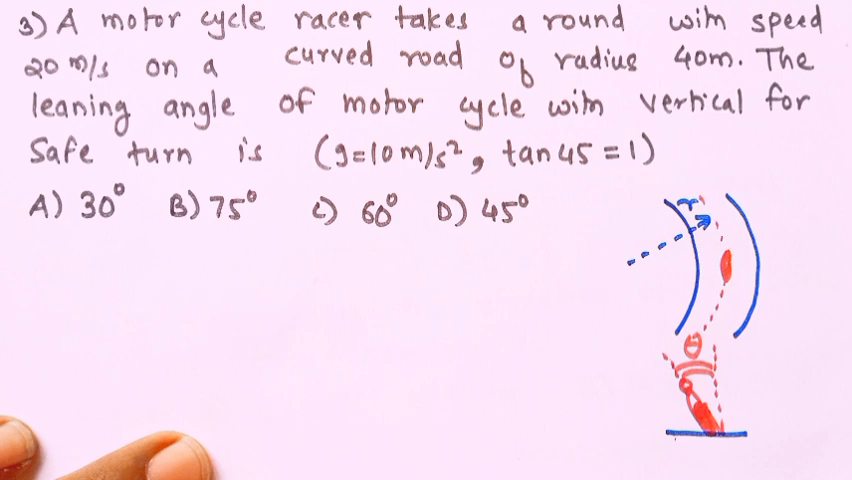 3) A motor cycle racer takes a round with speed
20 m/s on a curved road of radius 40m. The
leaning angle of motor cycle with vertical for
Safe turn is (g=10 m/s², tan 45 = 1)
A) 30° B) 75° C) 60° D) 45°
r
θ